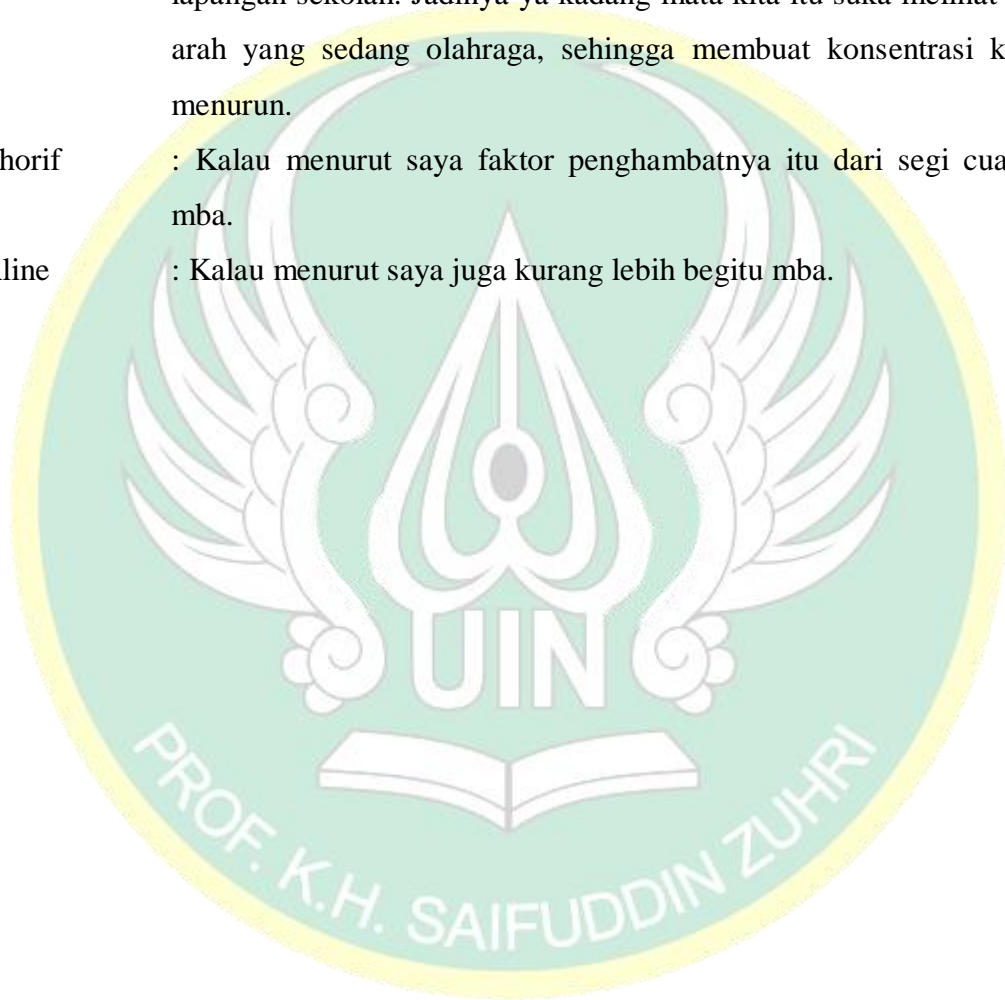 lapangan sekolah. Jadinya ya kadang mata kita itu suka melihat
arah yang sedang olahraga, sehingga membuat konsentrasi k
menurun.
horif : Kalau menurut saya faktor penghambatnya itu dari segi cua
mba.
line : Kalau menurut saya juga kurang lebih begitu mba.
UIN
PROF. K.H. SAIFUDDIN ZUHRI